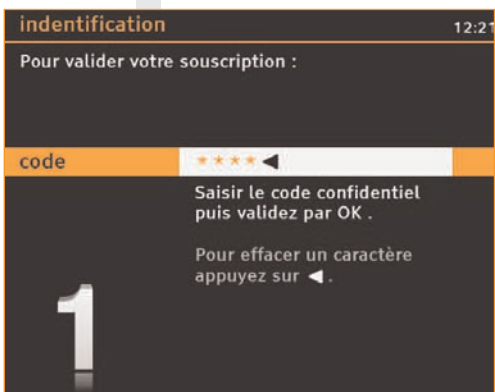 indentification 12:21
Pour valider votre souscription :
code ****◀
Saisir le code confidentiel
puis validez par OK .
Pour effacer un caractère
appuyez sur ◀ .
1